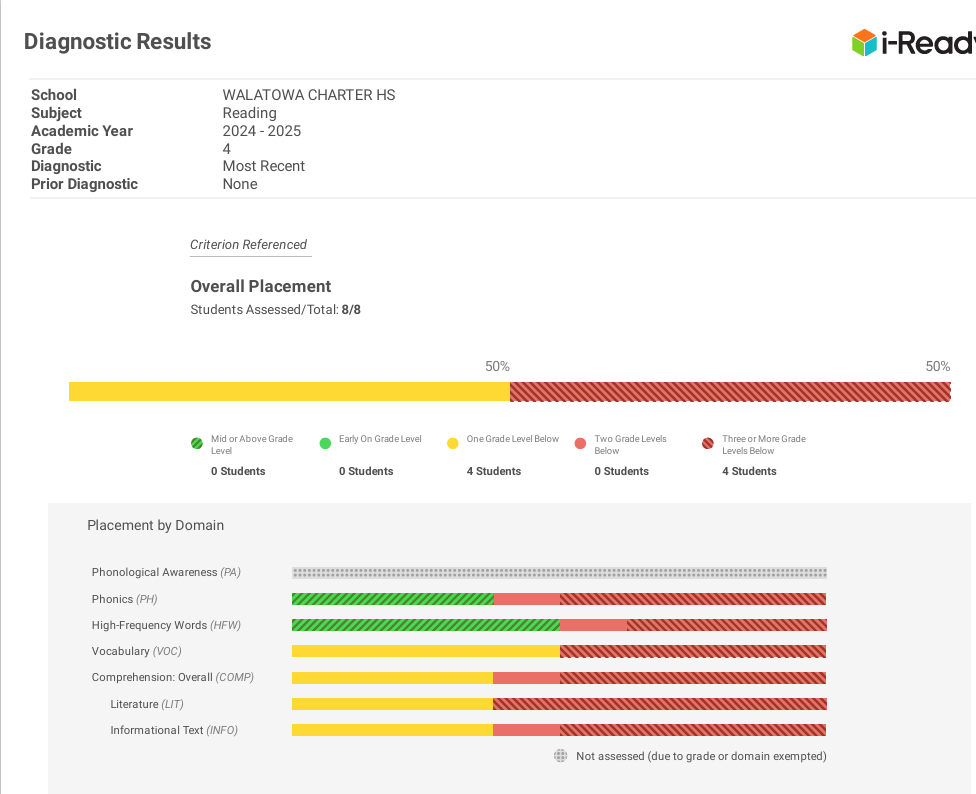 Diagnostic Results
i-Ready
School WALATOWA CHARTER HS
Subject Reading
Academic Year 2024 - 2025
Grade 4
Diagnostic Most Recent
Prior Diagnostic None
Criterion Referenced
Overall Placement
Students Assessed/Total: 8/8
50% 50%
Mid or Above Grade Level
0 Students
Early On Grade Level
0 Students
One Grade Level Below
4 Students
Two Grade Levels Below
0 Students
Three or More Grade Levels Below
4 Students
Placement by Domain
Phonological Awareness (PA)
Phonics (PH)
High-Frequency Words (HFW)
Vocabulary (VOC)
Comprehension: Overall (COMP)
Literature (LIT)
Informational Text (INFO)
Not assessed (due to grade or domain exempted)